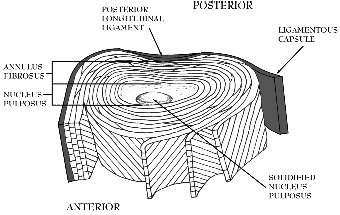 POSTERIOR
POSTERIOR
LONGITUDINAL
LIGAMENT
LIGAMENTOUS
CAPSULE
ANNULUS
FIBROSUS
NUCLEUS
PULPOSUS
SOLIDIFIED
NUCLEUS
PULPOSUS
ANTERIOR